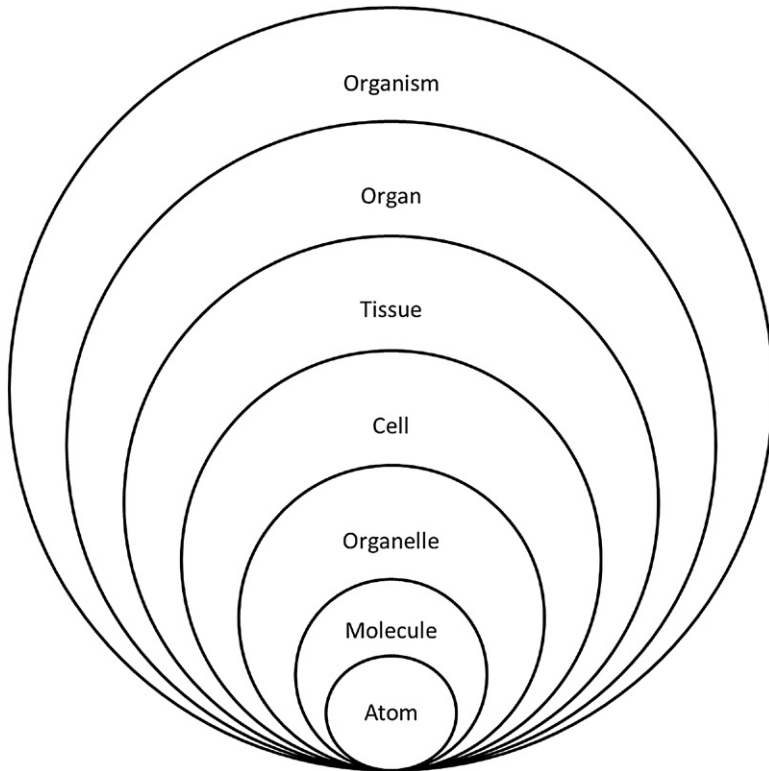 Organism
Organ
Tissue
Cell
Organelle
Molecule
Atom